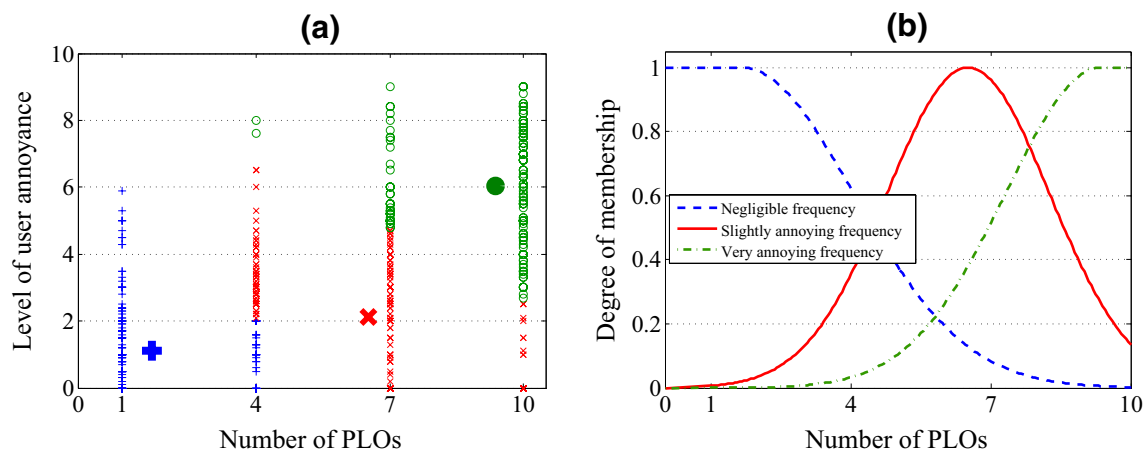 (a)
Level of user annoyance
10
8
6
4
2
0
0 1 4 7 10
Number of PLOs
(b)
Degree of membership
1
0.8
0.6
0.4
0.2
0
Negligible frequency
Slightly annoying frequency
Very annoying frequency
0 1 4 7 10
Number of PLOs